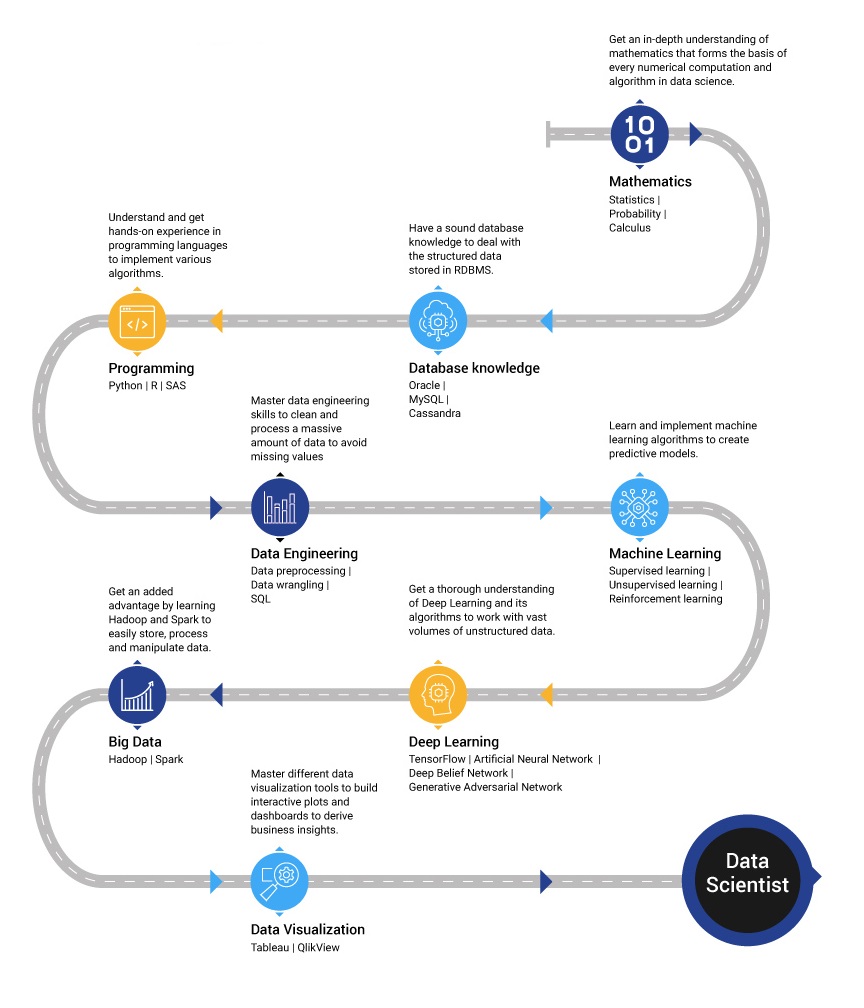 Get an in-depth understanding of
mathematics that forms the basis of
every numerical computation and
algorithm in data science.
10
01
Mathematics
Statistics |
Probability |
Calculus
Have a sound database
knowledge to deal with
the structured data
stored in RDBMS.
Database knowledge
Oracle |
MySQL |
Cassandra
Understand and get
hands-on experience in
programming languages
to implement various
algorithms.
</>
Programming
Python | R | SAS
Master data engineering
skills to clean and
process a massive
amount of data to avoid
missing values
Data Engineering
Data preprocessing |
Data wrangling |
SQL
Learn and implement machine
learning algorithms to create
predictive models.
Machine Learning
Supervised learning |
Unsupervised learning |
Reinforcement learning
Get a thorough understanding
of Deep Learning and its
algorithms to work with vast
volumes of unstructured data.
Deep Learning
TensorFlow | Artificial Neural Network |
Deep Belief Network |
Generative Adversarial Network
Get an added
advantage by learning
Hadoop and Spark to
easily store, process
and manipulate data.
Big Data
Hadoop | Spark
Master different data
visualization tools to build
interactive plots and
dashboards to derive
business insights.
Data Visualization
Tableau | QlikView
Data
Scientist